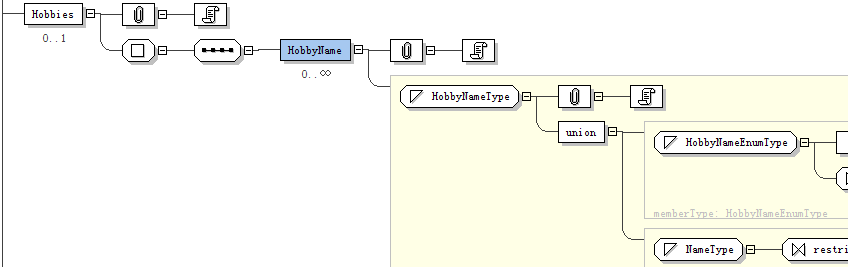 Hobbies
0..1
HobbyName
0..∞
HobbyNameType
union
HobbyNameEnumType
memberType: HobbyNameEnumType
NameType
restri